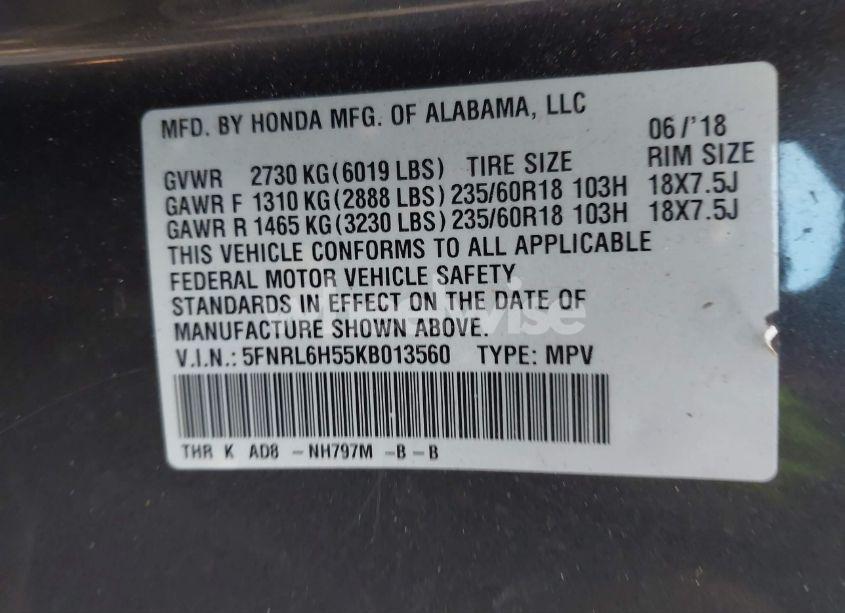 MFD. BY HONDA MFG. OF ALABAMA, LLC 06/'18
GVWR 2730 KG(6019 LBS) TIRE SIZE RIM SIZE
GAWR F 1310 KG(2888 LBS) 235/60R18 103H 18X7.5J
GAWR R 1465 KG(3230 LBS) 235/60R18 103H 18X7.5J
THIS VEHICLE CONFORMS TO ALL APPLICABLE
FEDERAL MOTOR VEHICLE SAFETY
STANDARDS IN EFFECT ON THE DATE OF
MANUFACTURE SHOWN ABOVE.
V.I.N.: 5FNRL6H55KB013560 TYPE: MPV
THR K AD8 -NH797M -B-B